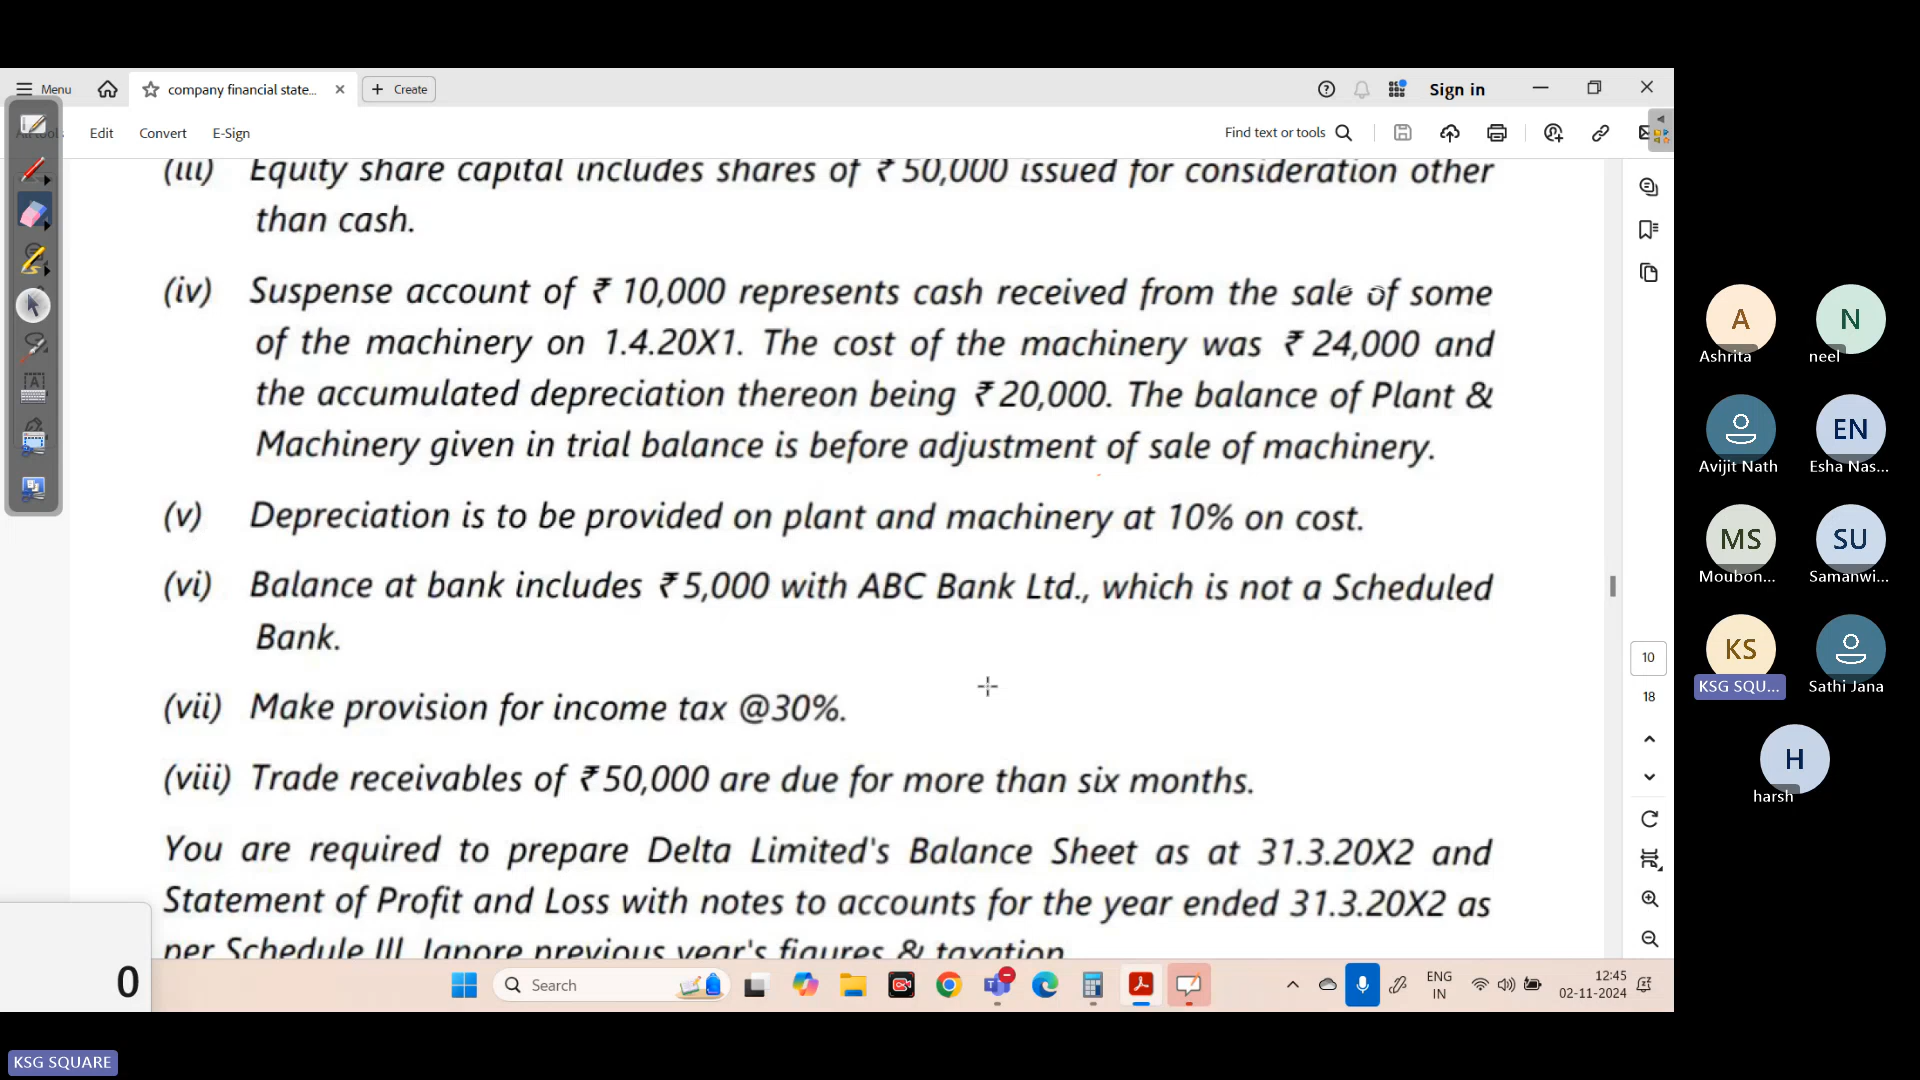 Menu
company financial state...
Create
Sign in
Edit
Convert
E-Sign
Find text or tools
(iii) Equity share capital includes shares of ₹ 50,000 issued for consideration other
than cash.
(iv) Suspense account of ₹ 10,000 represents cash received from the sale of some
of the machinery on 1.4.20X1. The cost of the machinery was ₹ 24,000 and
the accumulated depreciation thereon being ₹ 20,000. The balance of Plant &
Machinery given in trial balance is before adjustment of sale of machinery.
(v) Depreciation is to be provided on plant and machinery at 10% on cost.
(vi) Balance at bank includes ₹ 5,000 with ABC Bank Ltd., which is not a Scheduled
Bank.
(vii) Make provision for income tax @30%.
(viii) Trade receivables of ₹ 50,000 are due for more than six months.
You are required to prepare Delta Limited's Balance Sheet as at 31.3.20X2 and
Statement of Profit and Loss with notes to accounts for the year ended 31.3.20X2 as
per Schedule III. Ignore previous year's figures & taxation.
10
18
0
Search
ENG
IN
12:45
02-11-2024
A
Ashrita
N
neel
Avijit Nath
EN
Esha Nas...
MS
Moubon...
SU
Samanwi...
KS
KSG SQU...
Sathi Jana
H
harsh
KSG SQUARE